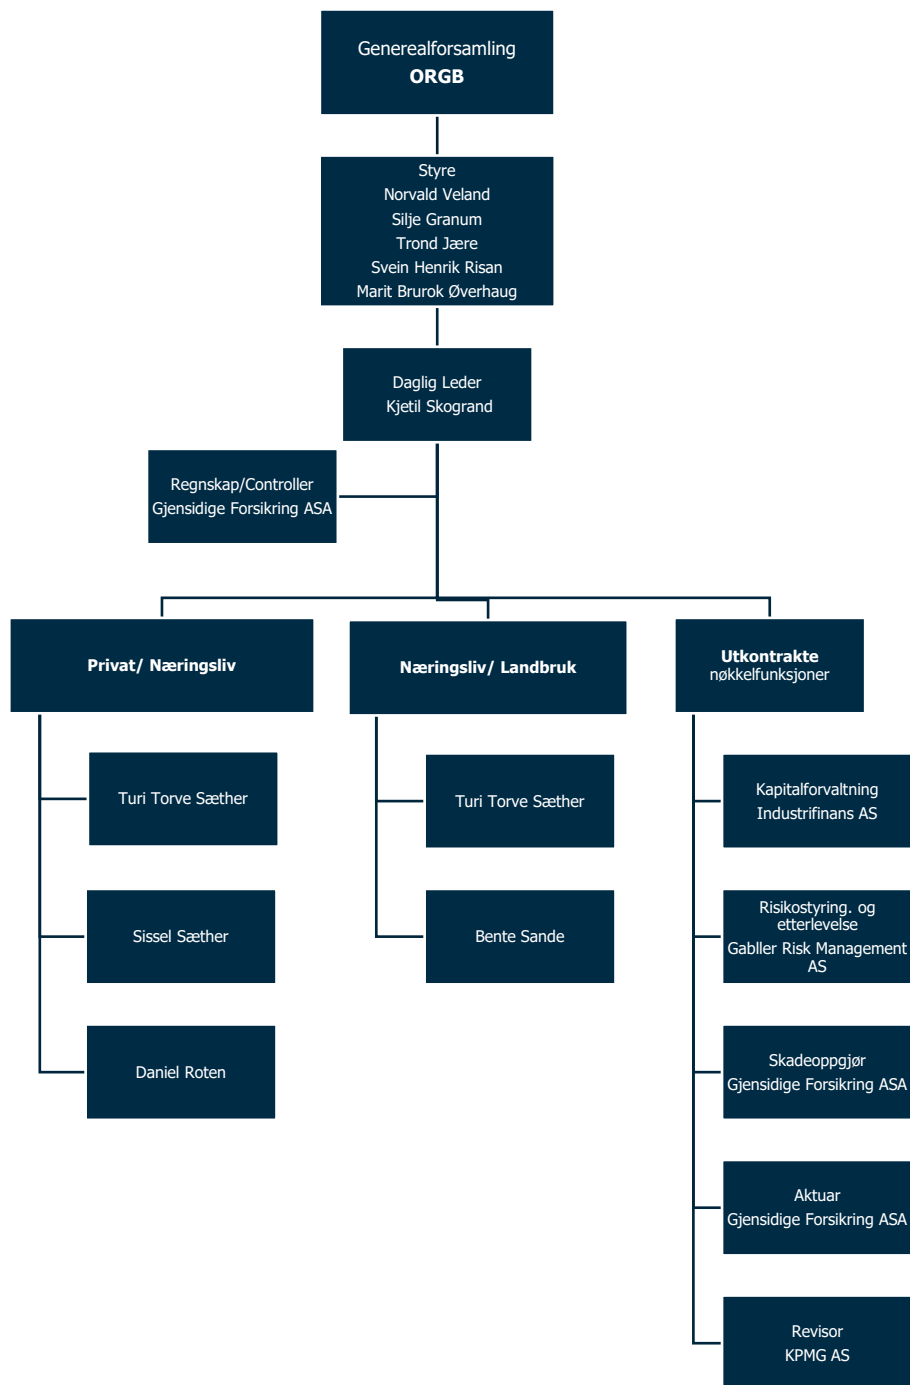 Generealforsamling
ORGB
Styre
Norvald Veland
Silje Granum
Trond Jære
Svein Henrik Risan
Marit Brurok Øverhaug
Daglig Leder
Kjetil Skogrand
Regnskap/Controller
Gjensidige Forsikring ASA
Privat/ Næringsliv
Næringsliv/ Landbruk
Utkontrakte
nøkkelfunksjoner
Turi Torve Sæther
Sissel Sæther
Daniel Roten
Turi Torve Sæther
Bente Sande
Kapitalforvaltning
Industrifinans AS
Risikostyring. og
etterlevelse
Gabller Risk Management
AS
Skadeoppgjør
Gjensidige Forsikring ASA
Aktuar
Gjensidige Forsikring ASA
Revisor
KPMG AS